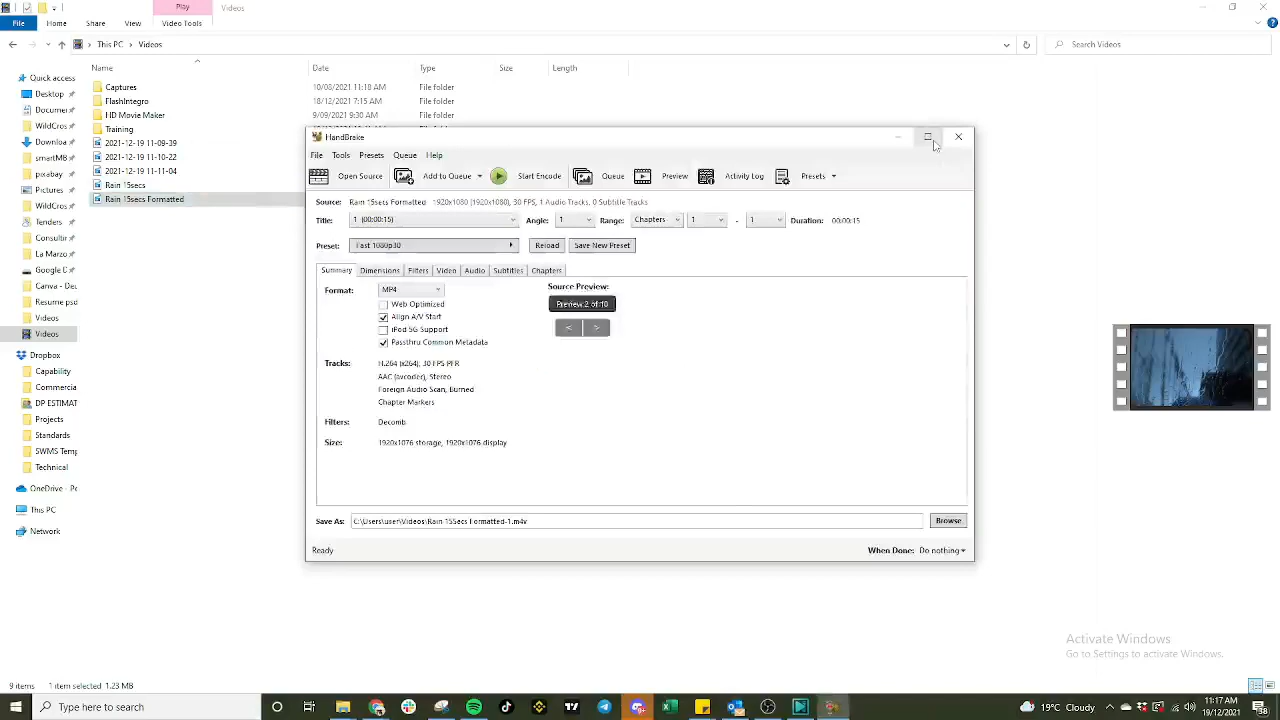 Play
Videos
File
Home
Share
View
Video Tools
This PC
Videos
Search Videos
Name
Date
Type
Size
Length
Quick access
Desktop
Documer
WildCros
Downloa
smartMB
pixabay
Pictures
WildCros
Tenders
Consultin
La Marzo
Google D
Canva - De
Resume psd
Videos
Videos
Dropbox
Capability
Commercia
DP ESTIMAT
Projects
Standards
SWMS Temp
Technical
OneDrive - Pe
This PC
Network
Captures
10/08/2021 11:18 AM
File folder
FlashIntegro
18/12/2021 7:15 AM
File folder
HD Movie Maker
9/09/2021 9:30 AM
File folder
Training
2021-12-19 11-09-39
2021-12-19 11-10-22
2021-12-19 11-11-04
Rain 15secs
Rain 15secs Formatted
HandBrake
File
Tools
Presets
Queue
Help
Open Source
Add to Queue
Start Encode
Queue
Preview
Activity Log
Presets
Source: Rain 15secs Formatted 1920x1080 (1920x1080), 30 FPS, 1 Audio Tracks, 0 Subtitle Tracks
Title: 1 (00:00:15) Angle: 1 Range: Chapters 1 - 1 Duration: 00:00:15
Preset: Fast 1080p30 Reload Save New Preset
Summary Dimensions Filters Video Audio Subtitles Chapters
Format: MP4
Source Preview:
Web Optimized
Preview 2 of 10
Align A/V Start
iPod 5G Support
< >
Passthru Common Metadata
Tracks: H.264 (x264), 30 FPS PFR
AAC (avcodec), Stereo
Foreign Audio Scan, Burned
Chapter Markers
Filters: Decomb
Size: 1920x1076 storage, 1920x1076 display
Save As: C:\Users\user\Videos\Rain 15Secs Formatted-1.m4v Browse
Ready
When Done: Do nothing
Activate Windows
Go to Settings to activate Windows.
9 items 1 item selected 1.23 MB
Type here to search
19°C Cloudy
11:17 AM
19/12/2021
38